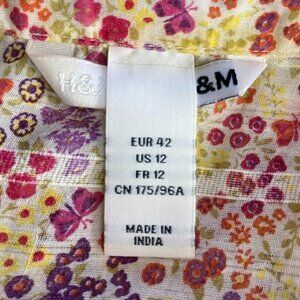 H&
&M
EUR 42
US 12
FR 12
CN 175/96A
MADE IN
INDIA